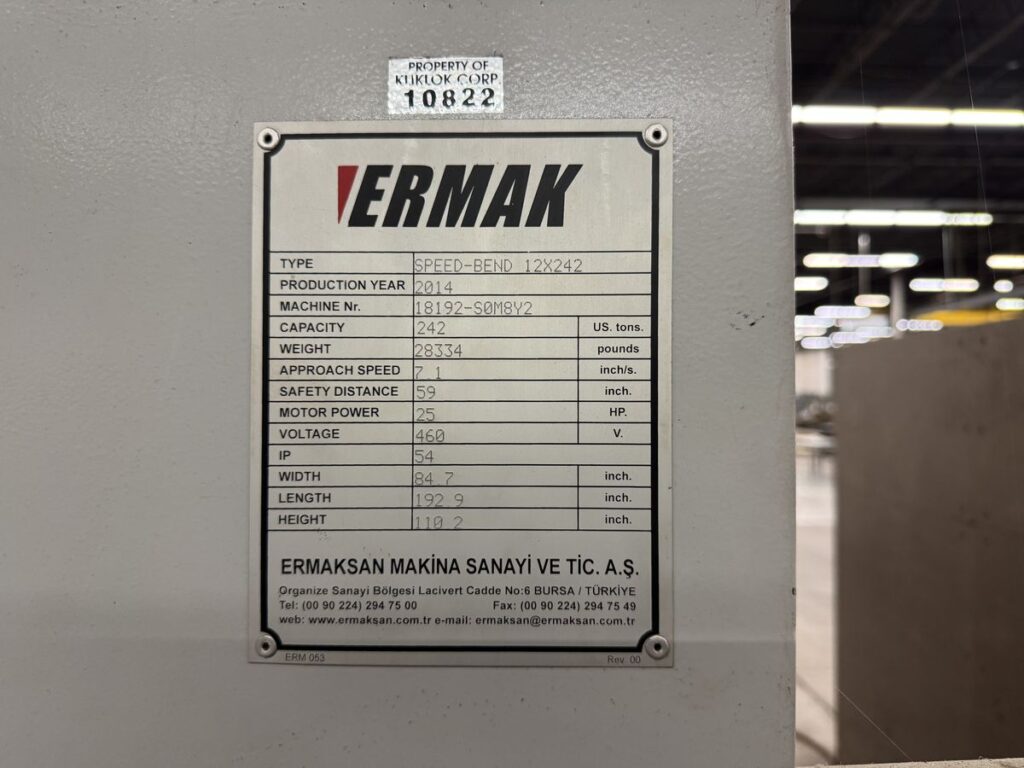 PROPERTY OF
KLIKLOK CORP.
10822
ERMAK
TYPE SPEED-BEND 12X242
PRODUCTION YEAR 2014
MACHINE Nr. 18192-S0M8Y2
CAPACITY 242 US. tons.
WEIGHT 28334 pounds
APPROACH SPEED 7.1 inch/s.
SAFETY DISTANCE 59 inch.
MOTOR POWER 25 HP.
VOLTAGE 460 V.
IP 54
WIDTH 84.7 inch.
LENGTH 192.9 inch.
HEIGHT 110.2 inch.
ERMAKSAN MAKİNA SANAYİ VE TİC. A.Ş.
Organize Sanayi Bölgesi Lacivert Cadde No:6 BURSA / TÜRKİYE
Tel: (00 90 224) 294 75 00 Fax: (00 90 224) 294 75 49
web: www.ermaksan.com.tr e-mail: ermaksan@ermaksan.com.tr
ERM 053 Rev. 00